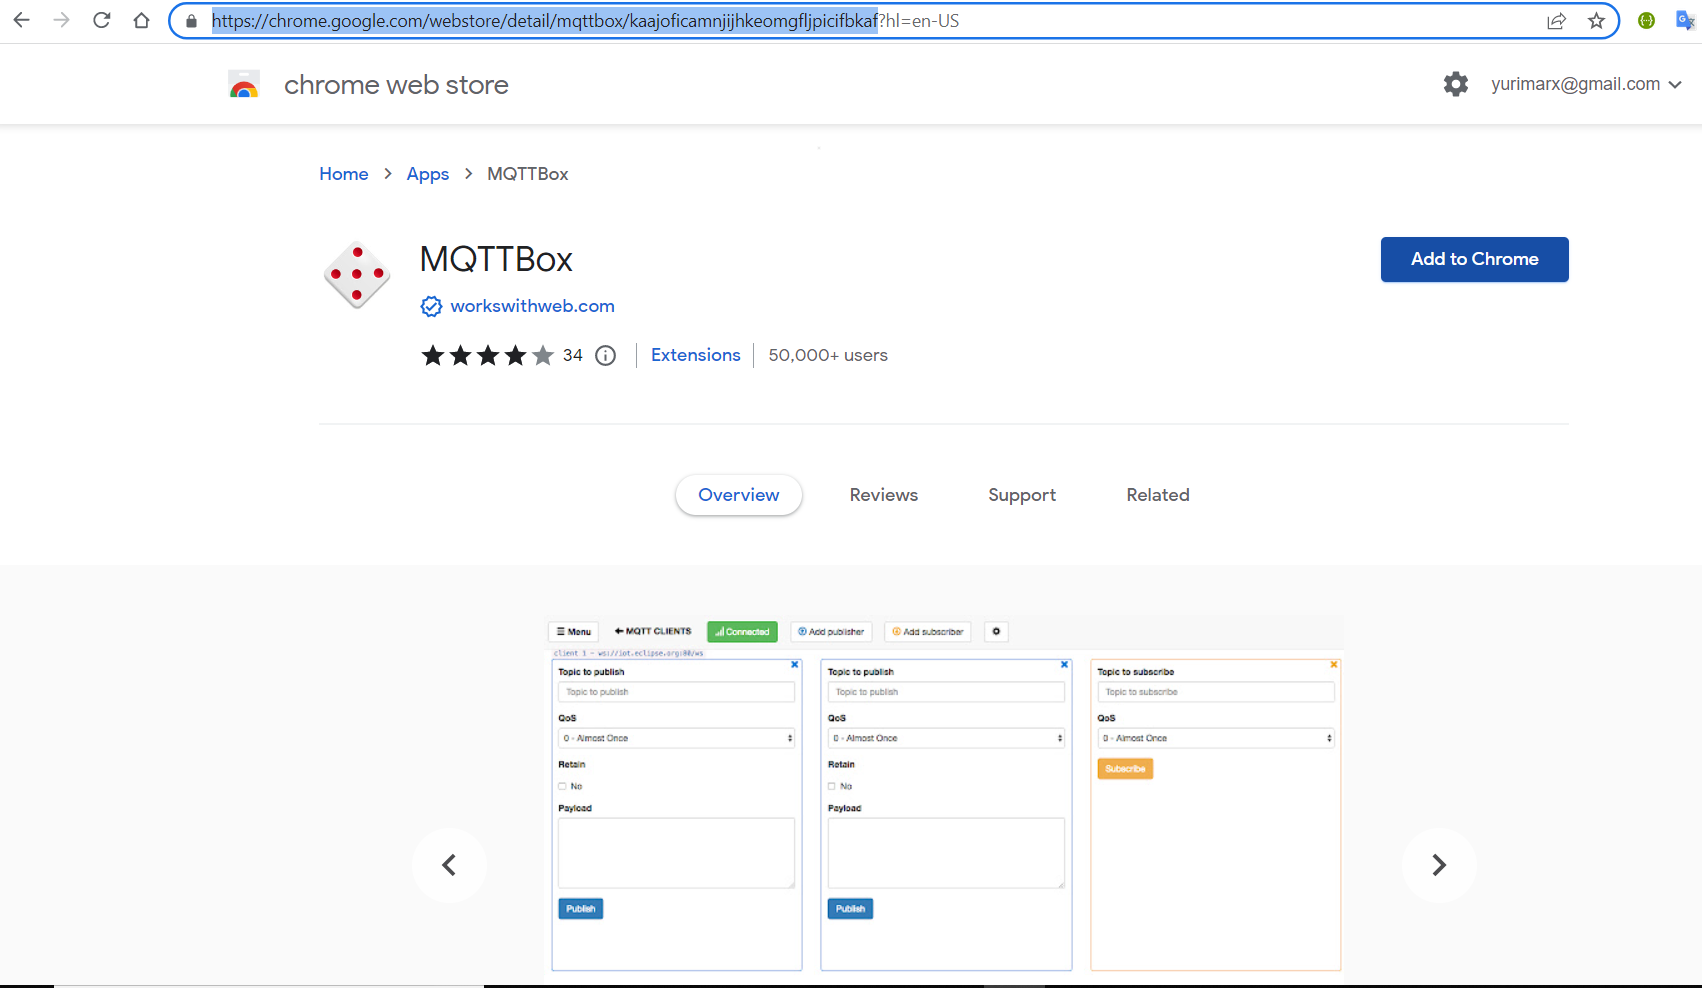 https://chrome.google.com/webstore/detail/mqttbox/kaajoficamnjijhkeomgfljpicifbkaf?hl=en-US
chrome web store
yurimarx@gmail.com
Home > Apps > MQTTBox
MQTTBox
Add to Chrome
workswithweb.com
34 Extensions 50,000+ users
Overview Reviews Support Related
Menu MQTT CLIENTS Connected Add publisher Add subscriber
client 1 - ws://iot.eclipse.org:80/ws
Topic to publish Topic to publish Topic to subscribe
Topic to publish Topic to publish Topic to subscribe
QoS QoS QoS
0 - Almost Once 0 - Almost Once 0 - Almost Once
Retain Retain Subscribe
No No
Payload Payload
Publish Publish